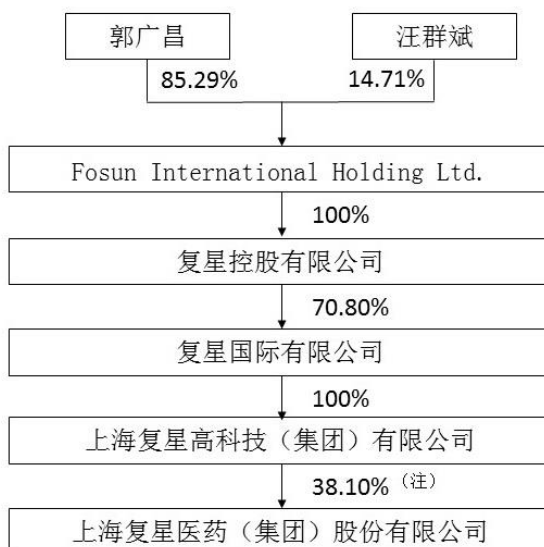 郭广昌
汪群斌
85.29%
14.71%
Fosun International Holding Ltd.
100%
复星控股有限公司
70.80%
复星国际有限公司
100%
上海复星高科技（集团）有限公司
38.10%（注）
上海复星医药（集团）股份有限公司